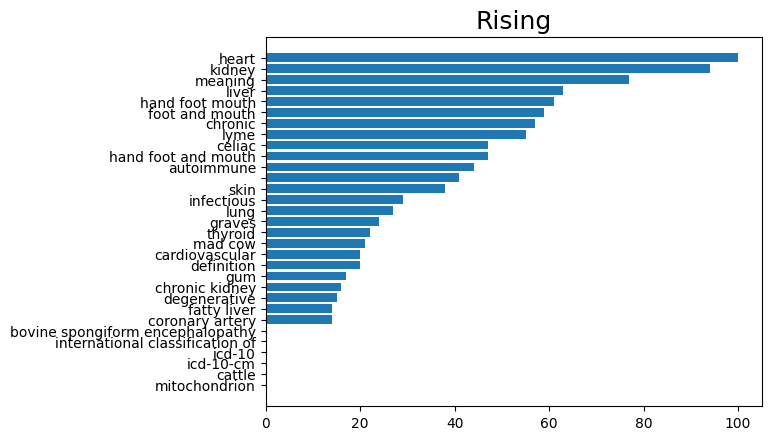 Rising
heart
kidney
meaning
liver
hand foot mouth
foot and mouth
chronic
lyme
celiac
hand foot and mouth
autoimmune
skin
infectious
lung
graves
thyroid
mad cow
cardiovascular
definition
gum
chronic kidney
degenerative
fatty liver
coronary artery
bovine spongiform encephalopathy
international classification of
icd-10
icd-10-cm
cattle
mitochondrion
0 20 40 60 80 100